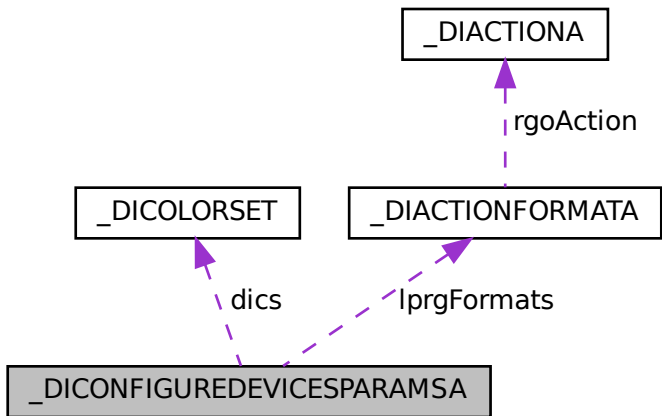 _DIACTIONA
rgoAction
_DICOLORSET
_DIACTIONFORMATA
dics
lprgFormats
_DICONFIGUREDEVICESPARAMSA